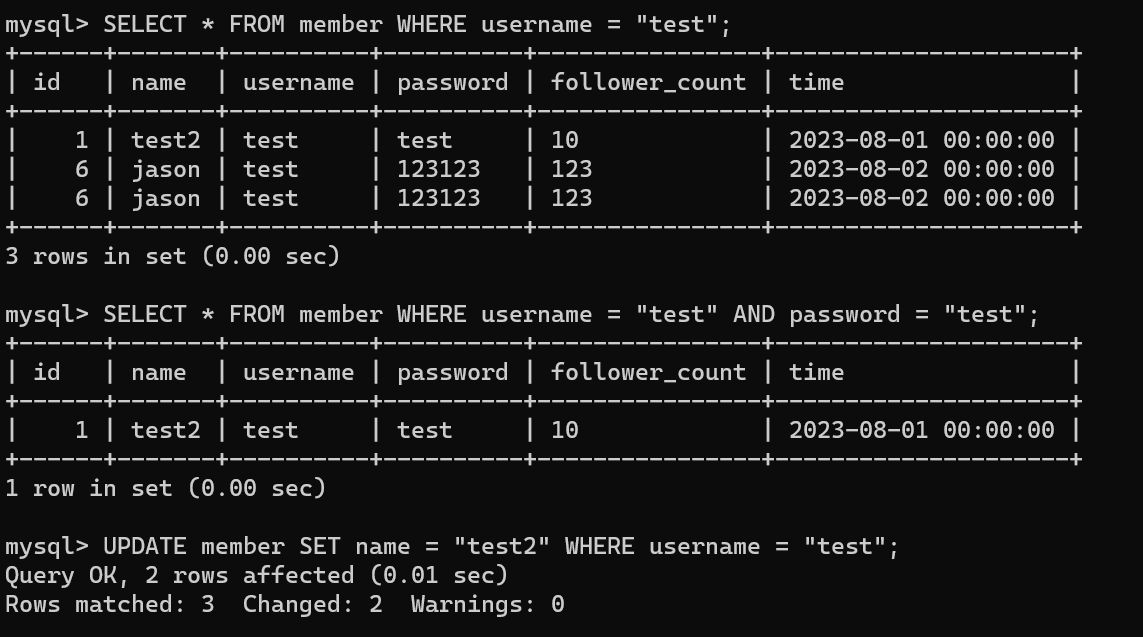 mysql> SELECT * FROM member WHERE username = "test";
+------+-------+----------+----------+----------------+---------------------+
| id   | name  | username | password | follower_count | time                |
+------+-------+----------+----------+----------------+---------------------+
|    1 | test2 | test     | test     | 10             | 2023-08-01 00:00:00 |
|    6 | jason | test     | 123123   | 123            | 2023-08-02 00:00:00 |
|    6 | jason | test     | 123123   | 123            | 2023-08-02 00:00:00 |
+------+-------+----------+----------+----------------+---------------------+
3 rows in set (0.00 sec)

mysql> SELECT * FROM member WHERE username = "test" AND password = "test";
+------+-------+----------+----------+----------------+---------------------+
| id   | name  | username | password | follower_count | time                |
+------+-------+----------+----------+----------------+---------------------+
|    1 | test2 | test     | test     | 10             | 2023-08-01 00:00:00 |
+------+-------+----------+----------+----------------+---------------------+
1 row in set (0.00 sec)

mysql> UPDATE member SET name = "test2" WHERE username = "test";
Query OK, 2 rows affected (0.01 sec)
Rows matched: 3  Changed: 2  Warnings: 0